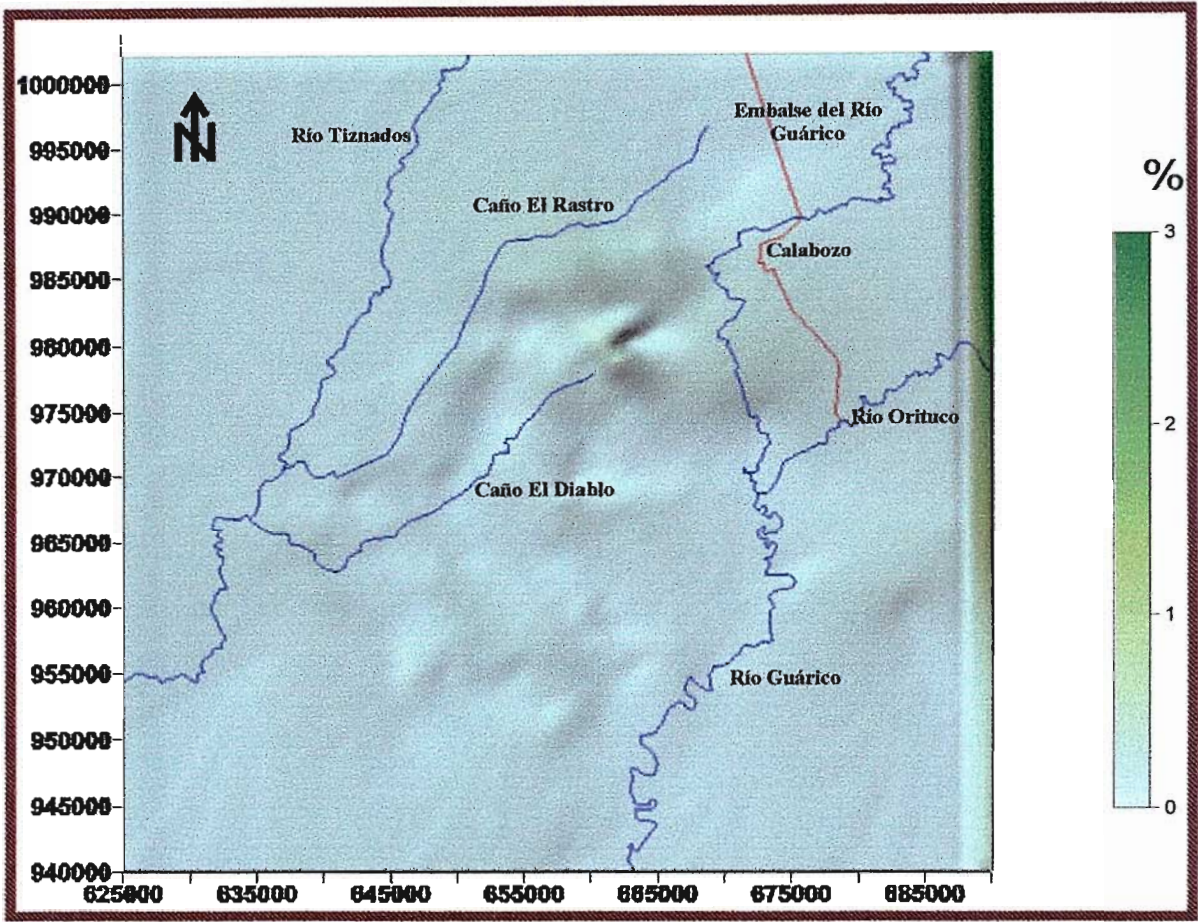 1000000
995000
990000
985000
980000
975000
970000
965000
960000
955000
950000
945000
940000
625000
635000
645000
655000
665000
675000
685000
N
Río Tiznados
Embalse del Río
Guárico
Caño El Rastro
Calabozo
Río Orituco
Caño El Diablo
Río Guárico
%
3
2
1
0